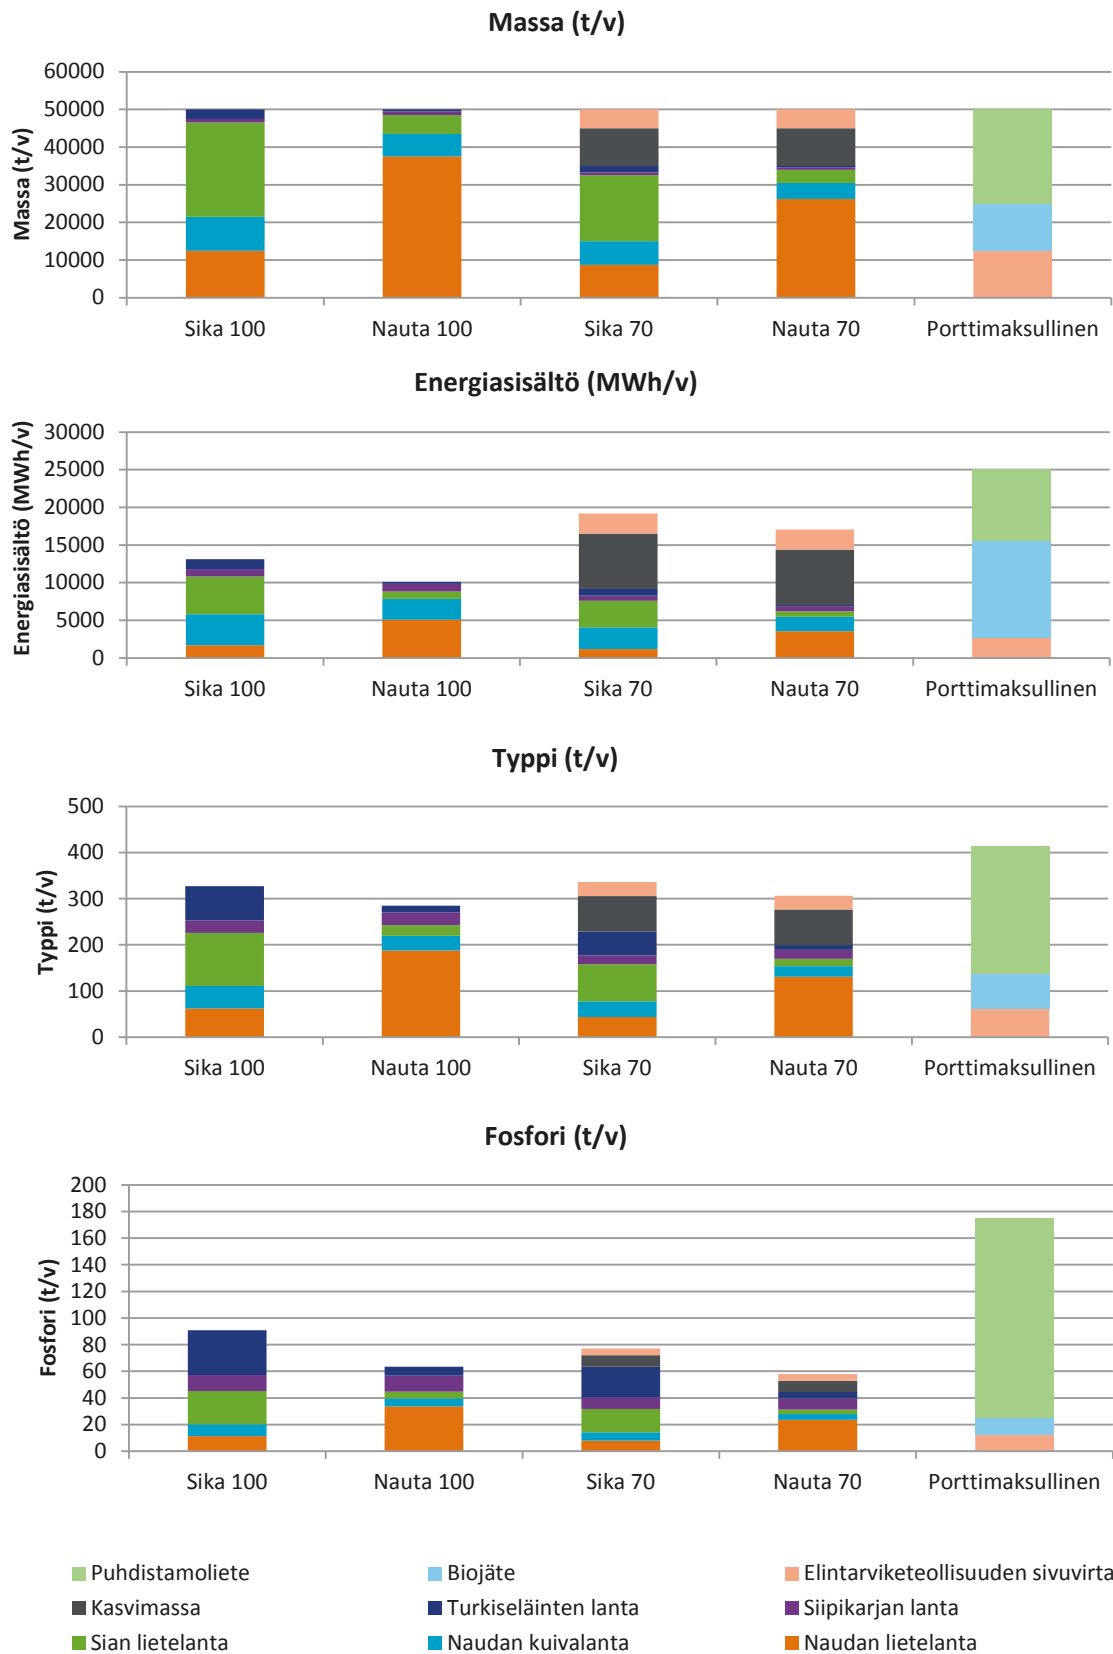 Massa (t/v)
Massa (t/v)
60000
50000
40000
30000
20000
10000
0
Sika 100 Nauta 100 Sika 70 Nauta 70 Porttimaksullinen
Energiasisältö (MWh/v)
Energiasisältö (MWh/v)
30000
25000
20000
15000
10000
5000
0
Sika 100 Nauta 100 Sika 70 Nauta 70 Porttimaksullinen
Typpi (t/v)
Typpi (t/v)
500
400
300
200
100
0
Sika 100 Nauta 100 Sika 70 Nauta 70 Porttimaksullinen
Fosfori (t/v)
Fosfori (t/v)
200
180
160
140
120
100
80
60
40
20
0
Sika 100 Nauta 100 Sika 70 Nauta 70 Porttimaksullinen
Puhdistamoliete Biojäte Elintarviketeollisuuden sivuvirta
Kasvimassa Turkiseläinten lanta Siipikarjan lanta
Sian lietelanta Naudan kuivalanta Naudan lietelanta